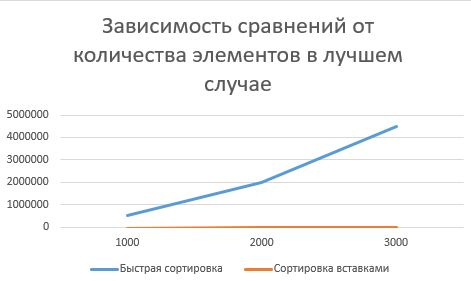 Зависимость сравнений от
количества элементов в лучшем
случае
5000000
4000000
3000000
2000000
1000000
0
1000 2000 3000
Быстрая сортировка Сортировка вставками